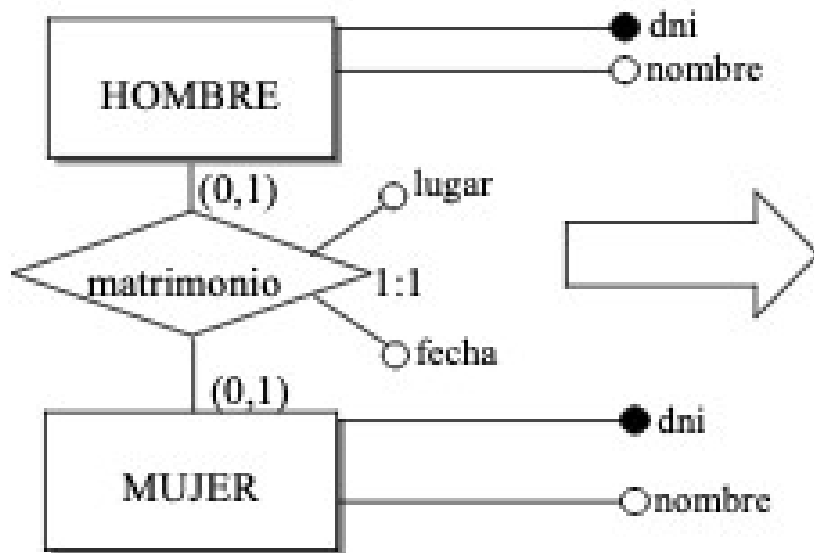 dni
nombre
HOMBRE
(0,1)
lugar
matrimonio
1:1
fecha
(0,1)
dni
MUJER
nombre